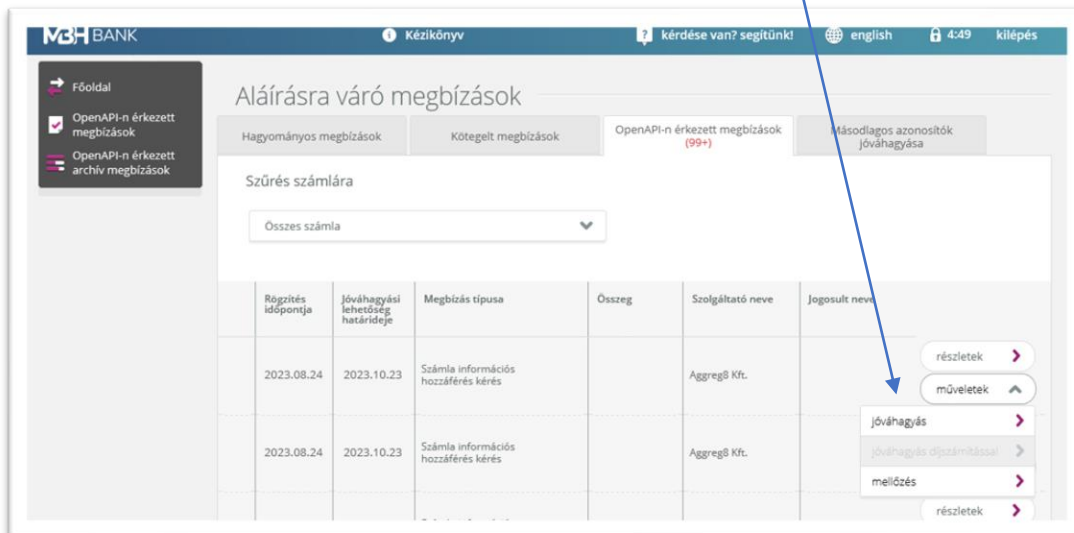 MBH BANK
Kézikönyv
kérdése van? segítünk!
english
4:49
kilépés
Főoldal
OpenAPI-n érkezett
megbízások
OpenAPI-n érkezett
archív megbízások
Aláírásra váró megbízások
Hagyományos megbízások
Kötegelt megbízások
OpenAPI-n érkezett megbízások
(99+)
Másodlagos azonosítók
jóváhagyása
Szűrés számlára
Összes számla
Rögzítés
időpontja
Jóváhagyási
lehetőség
határideje
Megbízás típusa
Összeg
Szolgáltató neve
Jogosult neve
2023.08.24
2023.10.23
Számla információs
hozzáférés kérés
Aggreg8 Kft.
részletek
műveletek
jóváhagyás
jóváhagyás díjszámítással
mellőzés
2023.08.24
2023.10.23
Számla információs
hozzáférés kérés
Aggreg8 Kft.
részletek